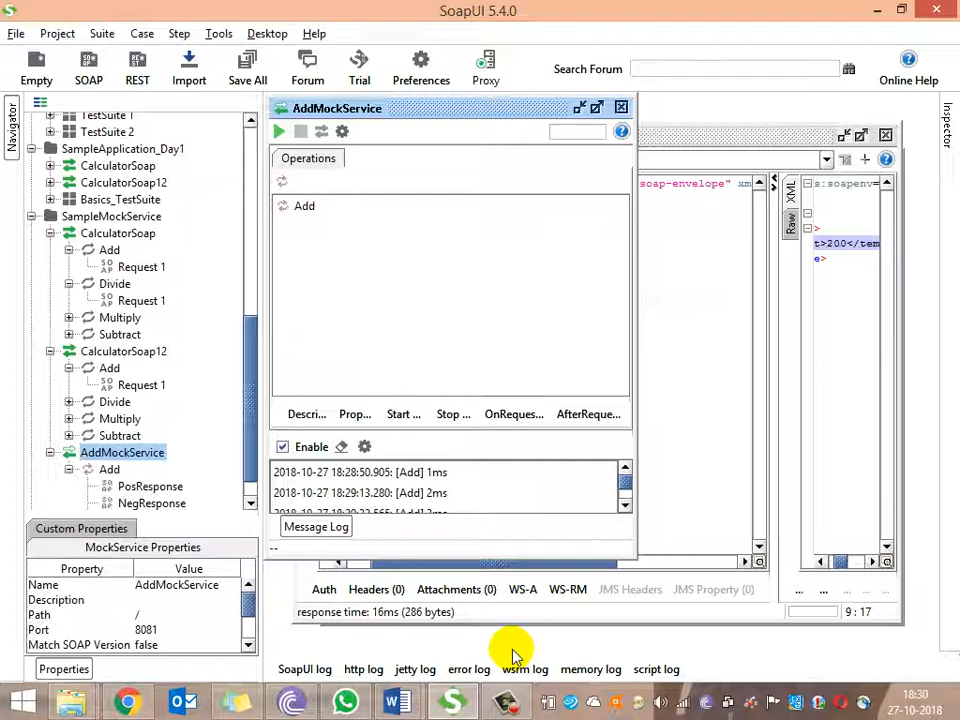 SoapUI 5.4.0
File Project Suite Case Step Tools Desktop Help
Empty SOAP REST Import Save All Forum Trial Preferences Proxy Search Forum Online Help
Navigator
Inspector
TestSuite 1
TestSuite 2
SampleApplication_Day1
CalculatorSoap
CalculatorSoap12
Basics_TestSuite
SampleMockService
CalculatorSoap
Add
Request 1
Divide
Request 1
Multiply
Subtract
CalculatorSoap12
Add
Request 1
Divide
Multiply
Subtract
AddMockService
Add
PosResponse
NegResponse
Custom Properties
MockService Properties
Property Value
Name AddMockService
Description
Path /
Port 8081
Match SOAP Version false
Properties
AddMockService
Operations
Add
Descri... Prop... Start ... Stop ... OnReques... AfterReque...
Enable
2018-10-27 18:28:50.905: [Add] 1ms
2018-10-27 18:29:13.280: [Add] 2ms
Message Log
--
soap-envelope" xm
XML
Raw
s:soapenv=
>
t>200</tem
e>
Auth Headers (0) Attachments (0) WS-A WS-RM JMS Headers JMS Property (0)
... ...
response time: 16ms (286 bytes)
9 : 17
SoapUI log http log jetty log error log wsrm log memory log script log
18:30
27-10-2018